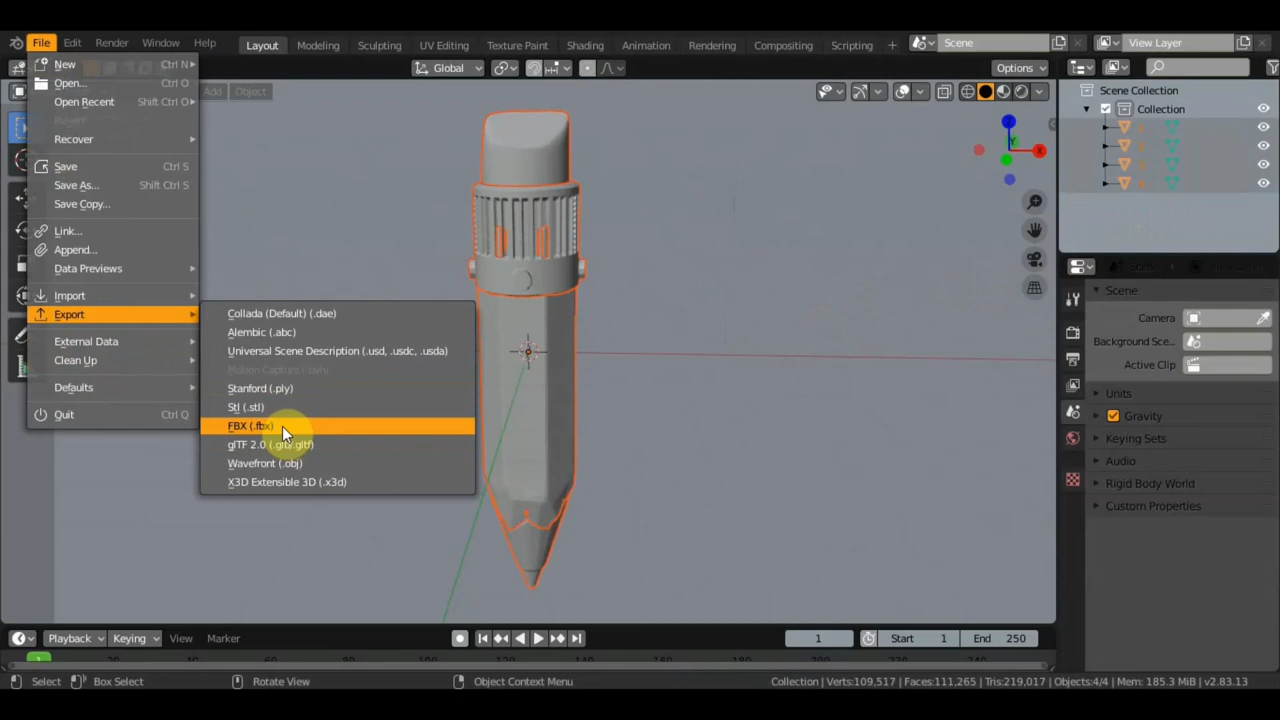 File Edit Render Window Help Layout Modeling Sculpting UV Editing Texture Paint Shading Animation Rendering Compositing Scripting + Scene View Layer
Global Options
Add Object
New Ctrl N
Open... Ctrl O
Open Recent Shift Ctrl O
Revert
Recover
Save Ctrl S
Save As... Shift Ctrl S
Save Copy...
Link...
Append...
Data Previews
Import
Export
External Data
Clean Up
Defaults
Quit Ctrl Q
Collada (Default) (.dae)
Alembic (.abc)
Universal Scene Description (.usd, .usdc, .usda)
Motion Capture (.bvh)
Stanford (.ply)
Stl (.stl)
FBX (.fbx)
glTF 2.0 (.glb/.gltf)
Wavefront (.obj)
X3D Extensible 3D (.x3d)
Z
Y
X
Scene Collection
Collection
Scene
Camera
Background Sce...
Active Clip
Units
Gravity
Keying Sets
Audio
Rigid Body World
Custom Properties
Playback Keying View Marker 1 Start 1 End 250
1
Select Box Select Rotate View Object Context Menu Collection | Verts:109,517 | Faces:111,265 | Tris:219,017 | Objects:4/4 | Mem: 185.3 MiB | v2.83.13